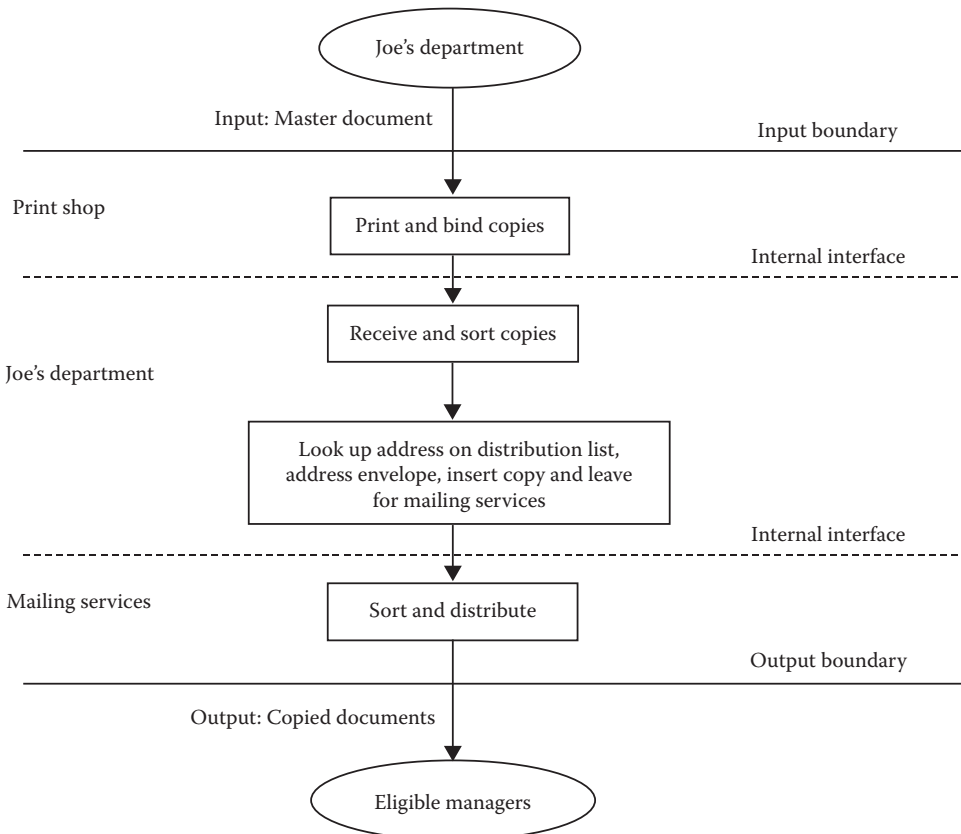 Joe's department
Input: Master document
Input boundary
Print shop
Print and bind copies
Internal interface
Receive and sort copies
Joe's department
Look up address on distribution list,
address envelope, insert copy and leave
for mailing services
Internal interface
Mailing services
Sort and distribute
Output boundary
Output: Copied documents
Eligible managers